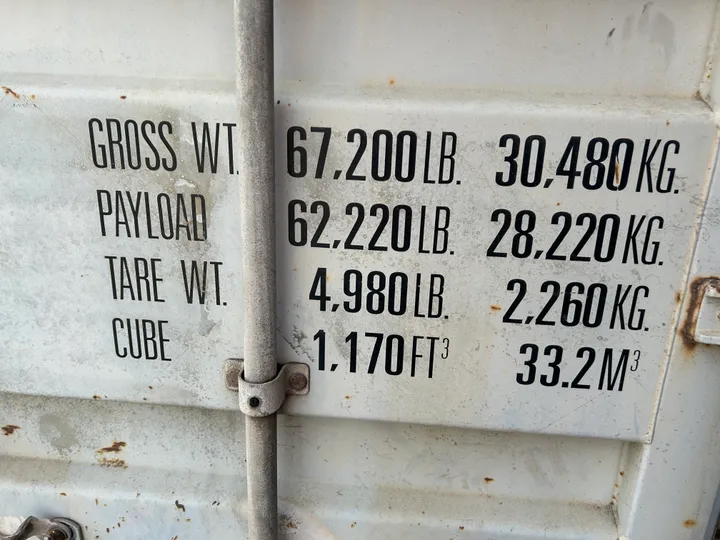 GROSS WT. 67,200 LB. 30,480 KG.
PAYLOAD 62,220 LB. 28,220 KG.
TARE WT. 4,980 LB. 2,260 KG.
CUBE 1,170 FT³ 33.2 M³